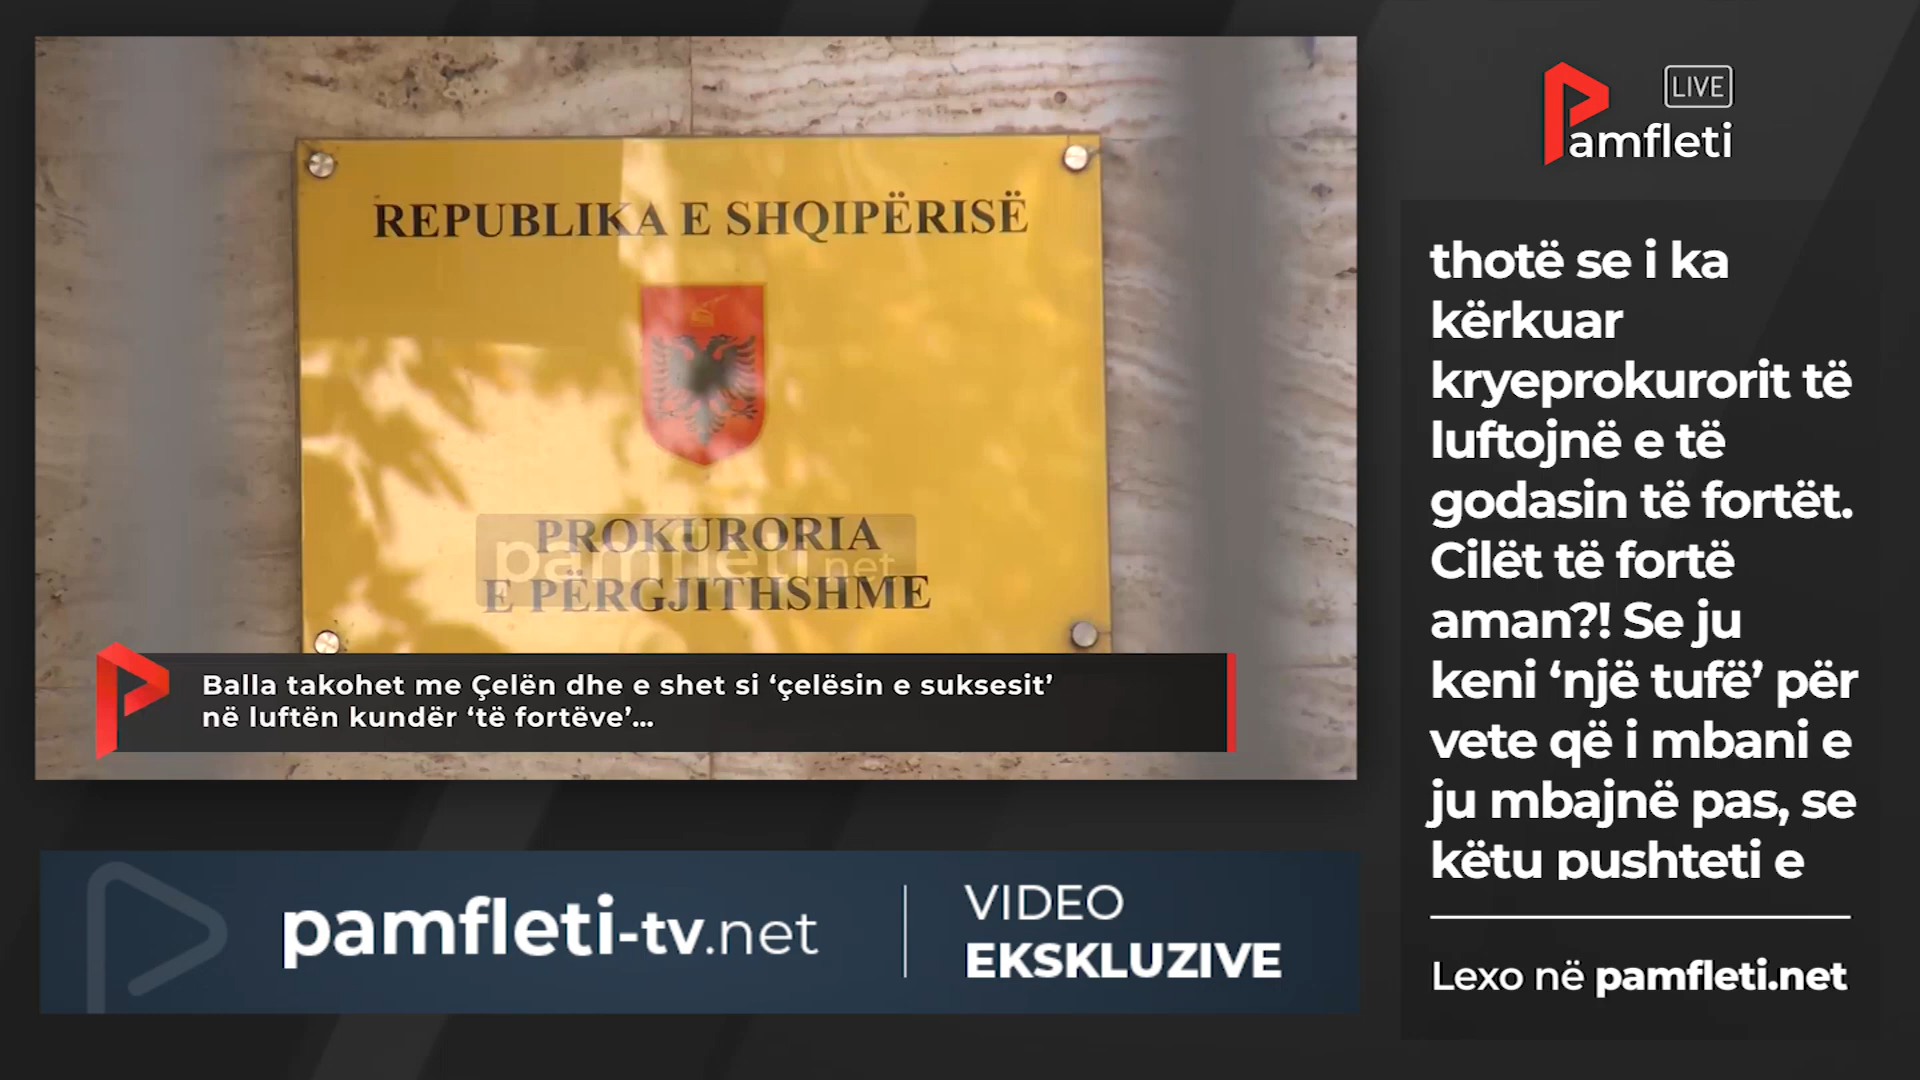 REPUBLIKA E SHQIPËRISË
PROKURORIA
E PËRGJITHSHME
pamfleti.net
Balla takohet me Çelën dhe e shet si ‘çelësin e suksesit’
në luftën kundër ‘të fortëve’...
pamfleti-tv.net
VIDEO
EKSKLUZIVE
LIVE
Pamfleti
thotë se i ka
kërkuar
kryeprokurorit të
luftojnë e të
godasin të fortët.
Cilët të fortë
aman?! Se ju
keni ‘një tufë’ për
vete që i mbani e
ju mbajnë pas, se
këtu pushteti e
Lexo në pamfleti.net